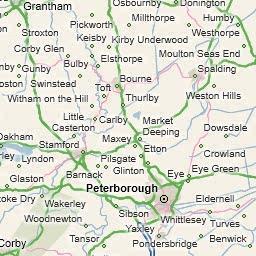 Grantham
Osbournby
Donington
Millthorpe
Humby
Pickworth
Stroxton
Keisby
Kirby Underwood
Westhorpe
Corby Glen
Moulton Seas End
Elsthorpe
Gunby
Bourne
Spalding
Swinstead
Toft
Thurlby
Weston Hills
Witham on the Hill
Little
Casterton
Carlby
Market
Deeping
Dowsdale
Oakham
Stamford
Maxey
Etton
Lyndon
Pilsgate
Crowland
Glaston
Barnack
Glinton
Eye
Eye Green
Peterborough
Stoke Dry
Wakerley
Eldernell
Woodnewton
Sibson
Whittlesey
Turves
Corby
Tansor
Yaxley
Pondersbridge
Benwick